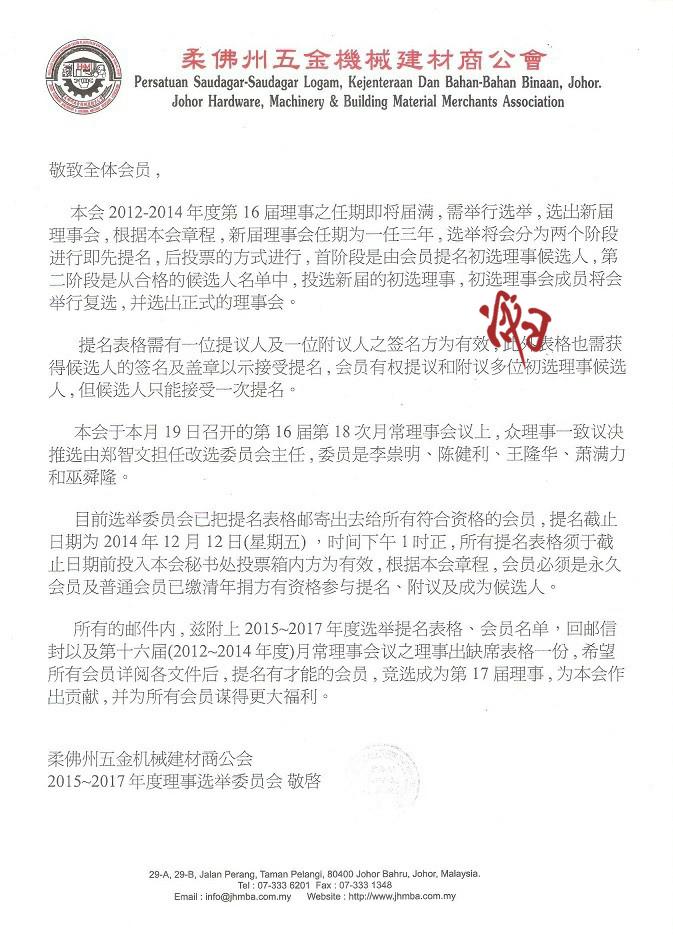 柔佛州五金機械建材商公會
Persatuan Saudagar-Saudagar Logam, Kejenteraan Dan Bahan-Bahan Binaan, Johor.
Johor Hardware, Machinery & Building Material Merchants Association
敬致全体会员 ,
本会 2012-2014 年度第 16 届理事之任期即将届满 , 需举行选举 , 选出新届
理事会 , 根据本会章程 , 新届理事会任期为一任三年 , 选举将会分为两个阶段
进行即先提名 , 后投票的方式进行 , 首阶段是由会员提名初选理事候选人 , 第
二阶段是从合格的候选人名单中 , 投选新届的初选理事 , 初选理事会成员将会
举行复选 , 并选出正式的理事会。
提名表格需有一位提议人及一位附议人之签名方为有效 , 此外表格也需获
得候选人的签名及盖章以示接受提名 , 会员有权提议和附议多位初选理事候选
人 , 但候选人只能接受一次提名。
本会于本月 19 日召开的第 16 届第 18 次月常理事会议上 , 众理事一致议决
推选由郑智文担任改选委员会主任 , 委员是李崇明、陈健利、王隆华、萧满力
和巫舜隆。
目前选举委员会已把提名表格邮寄出去给所有符合资格的会员 , 提名截止
日期为 2014 年 12 月 12 日(星期五) , 时间下午 1 时正 , 所有提名表格须于截
止日期前投入本会秘书处投票箱内方为有效 , 根据本会章程 , 会员必须是永久
会员及普通会员已缴清年捐方有资格参与提名、附议及成为候选人。
所有的邮件内 , 兹附上 2015~2017 年度选举提名表格、会员名单 , 回邮信
封以及第十六届(2012~2014 年度)月常理事会议之理事出缺席表格一份 , 希望
所有会员详阅各文件后 , 提名有才能的会员 , 竞选成为第 17 届理事 , 为本会作
出贡献 , 并为所有会员谋得更大福利。
柔佛州五金机械建材商公会
2015~2017 年度理事选举委员会 敬启
29-A, 29-B, Jalan Perang, Taman Pelangi, 80400 Johor Bahru, Johor, Malaysia.
Tel : 07-333 6201 Fax : 07-333 1348
Email : info@jhmba.com.my Website : http://www.jhmba.com.my